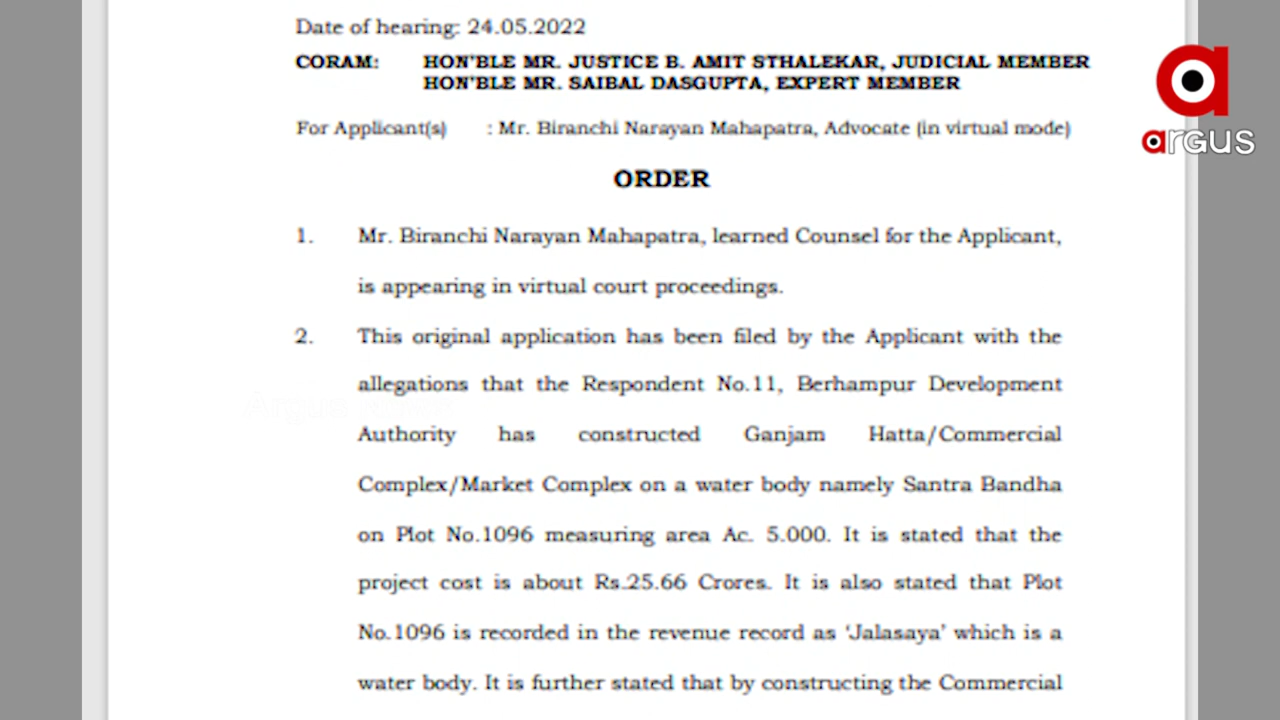 Date of hearing: 24.05.2022
CORAM: HON'BLE MR. JUSTICE B. AMIT STHALEKAR, JUDICIAL MEMBER
HON'BLE MR. SAIBAL DASGUPTA, EXPERT MEMBER
For Applicant(s) : Mr. Biranchi Narayan Mahapatra, Advocate (in virtual mode)
ORDER
1. Mr. Biranchi Narayan Mahapatra, learned Counsel for the Applicant,
is appearing in virtual court proceedings.
2. This original application has been filed by the Applicant with the
allegations that the Respondent No.11, Berhampur Development
Authority has constructed Ganjam Hatta/Commercial
Complex/Market Complex on a water body namely Santra Bandha
on Plot No.1096 measuring area Ac. 5.000. It is stated that the
project cost is about Rs.25.66 Crores. It is also stated that Plot
No.1096 is recorded in the revenue record as 'Jalasaya' which is a
water body. It is further stated that by constructing the Commercial
a
argus
Argus